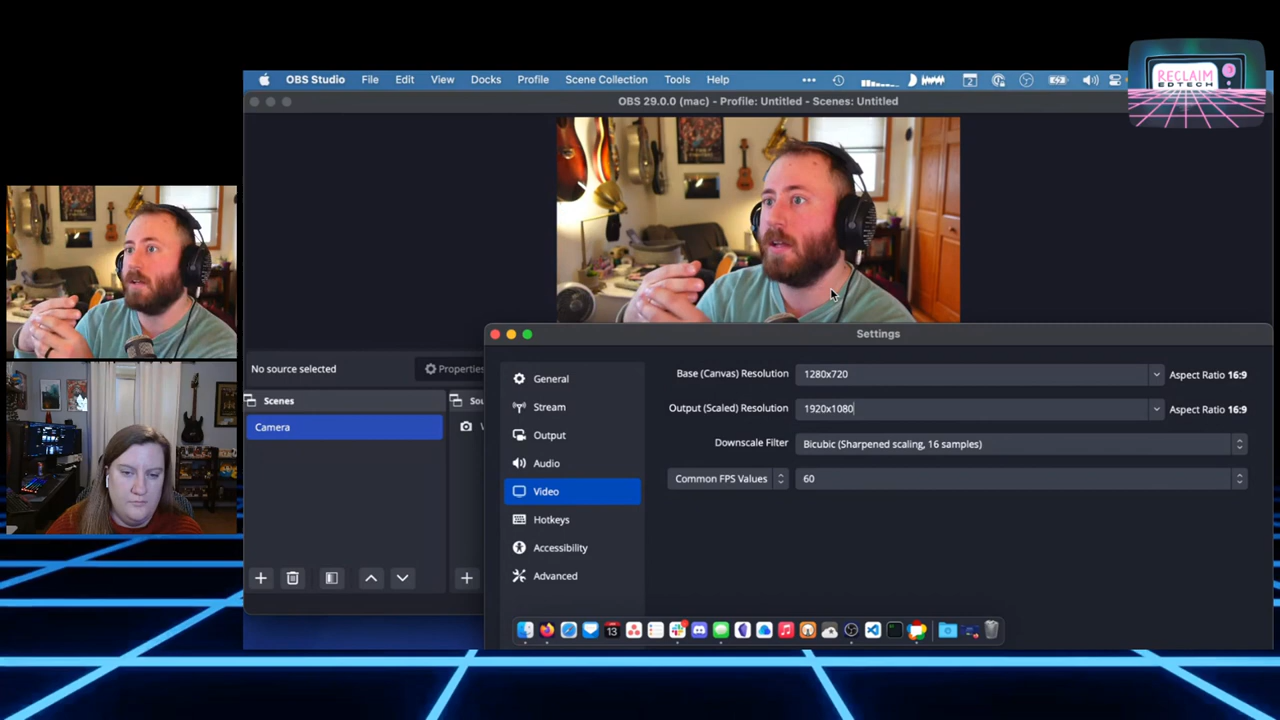 OBS Studio File Edit View Docks Profile Scene Collection Tools Help
2
RECLAIM
EDTECH
OBS 29.0.0 (mac) - Profile: Untitled - Scenes: Untitled
Settings
No source selected
Properties
Scenes
Sou
Camera
General
Stream
Output
Audio
Video
Hotkeys
Accessibility
Advanced
Base (Canvas) Resolution 1280x720 Aspect Ratio 16:9
Output (Scaled) Resolution 1920x1080 Aspect Ratio 16:9
Downscale Filter Bicubic (Sharpened scaling, 16 samples)
Common FPS Values 60
13